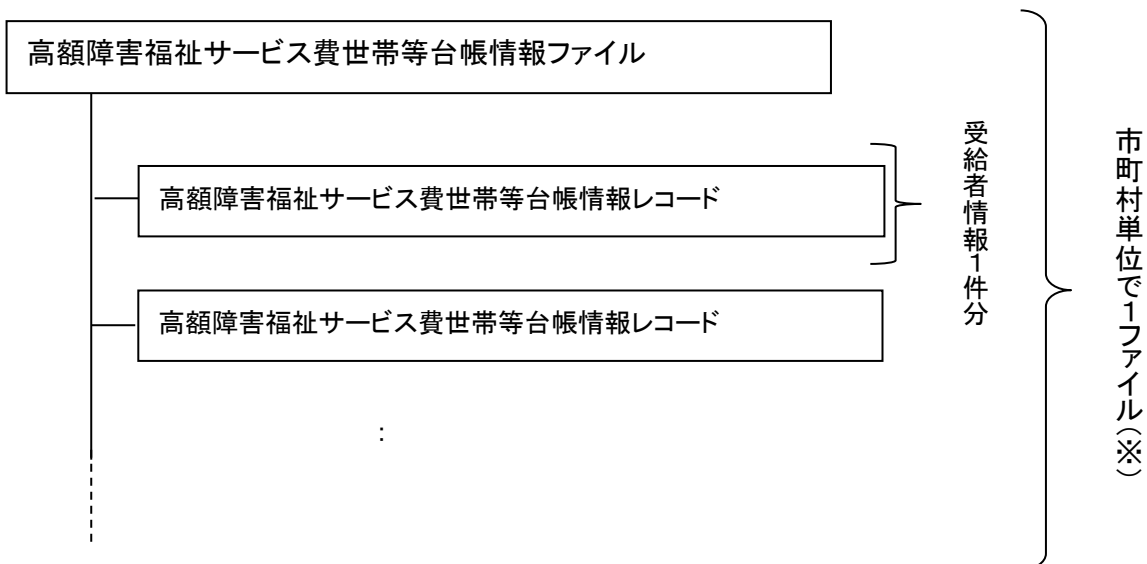 高額障害福祉サービス費世帯等台帳情報ファイル
高額障害福祉サービス費世帯等台帳情報レコード
受給者情報1件分
高額障害福祉サービス費世帯等台帳情報レコード
:
市町村単位で1ファイル(※)